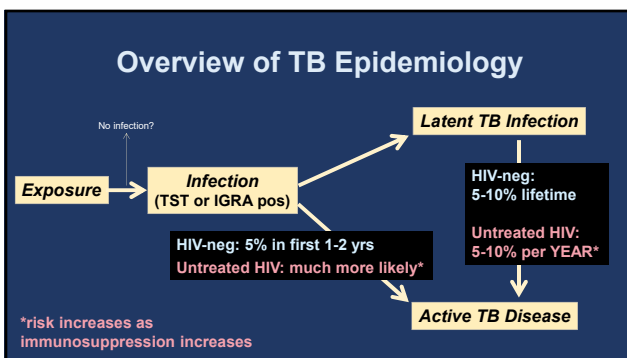 Overview of TB Epidemiology
No infection?
Latent TB Infection
Exposure
Infection
(TST or IGRA pos)
HIV-neg:
5-10% lifetime
Untreated HIV:
5-10% per YEAR*
HIV-neg: 5% in first 1-2 yrs
Untreated HIV: much more likely*
Active TB Disease
*risk increases as
immunosuppression increases